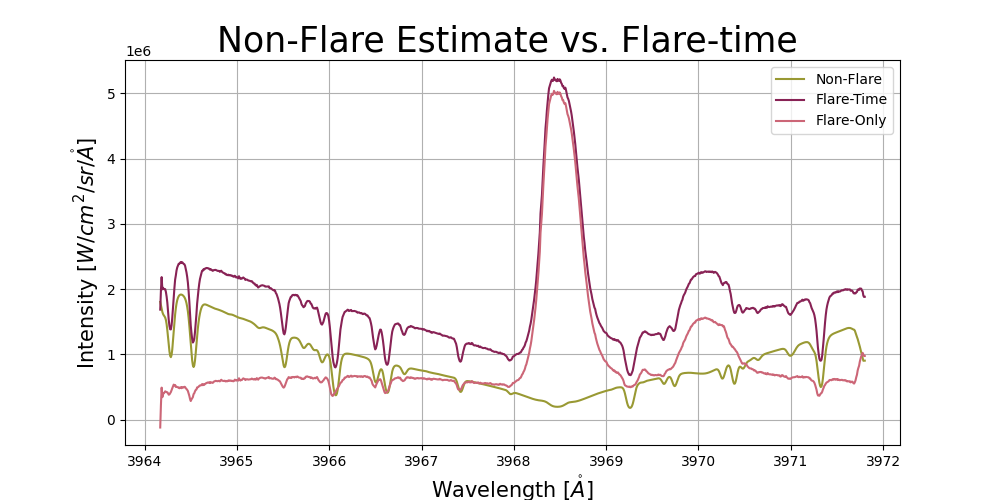 Non-Flare Estimate vs. Flare-time
1e6
Non-Flare
Flare-Time
Flare-Only
5
4
3
2
1
0
Intensity [W/cm²/sr/Å]
3964 3965 3966 3967 3968 3969 3970 3971 3972
Wavelength [Å]